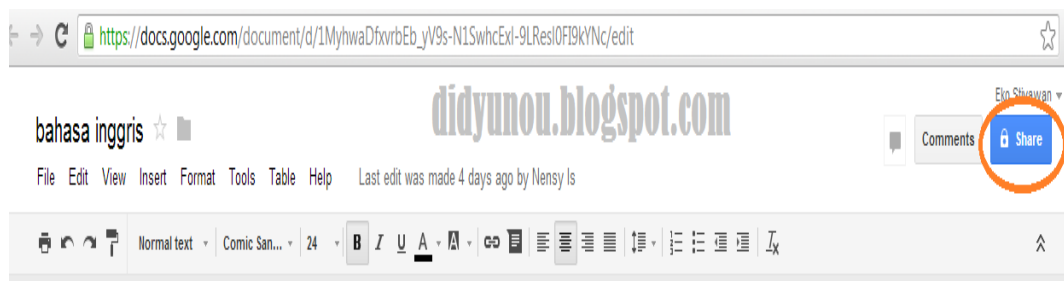 https://docs.google.com/document/d/1MyhwaDfxvrbEb_yV9s-N1SwhcExI-9LResI0FI9kYNc/edit
didyunou.blogspot.com
Eko Stiyawan
bahasa inggris
Comments
Share
File Edit View Insert Format Tools Table Help Last edit was made 4 days ago by Nensy Is
Normal text Comic San... 24 B I U A A